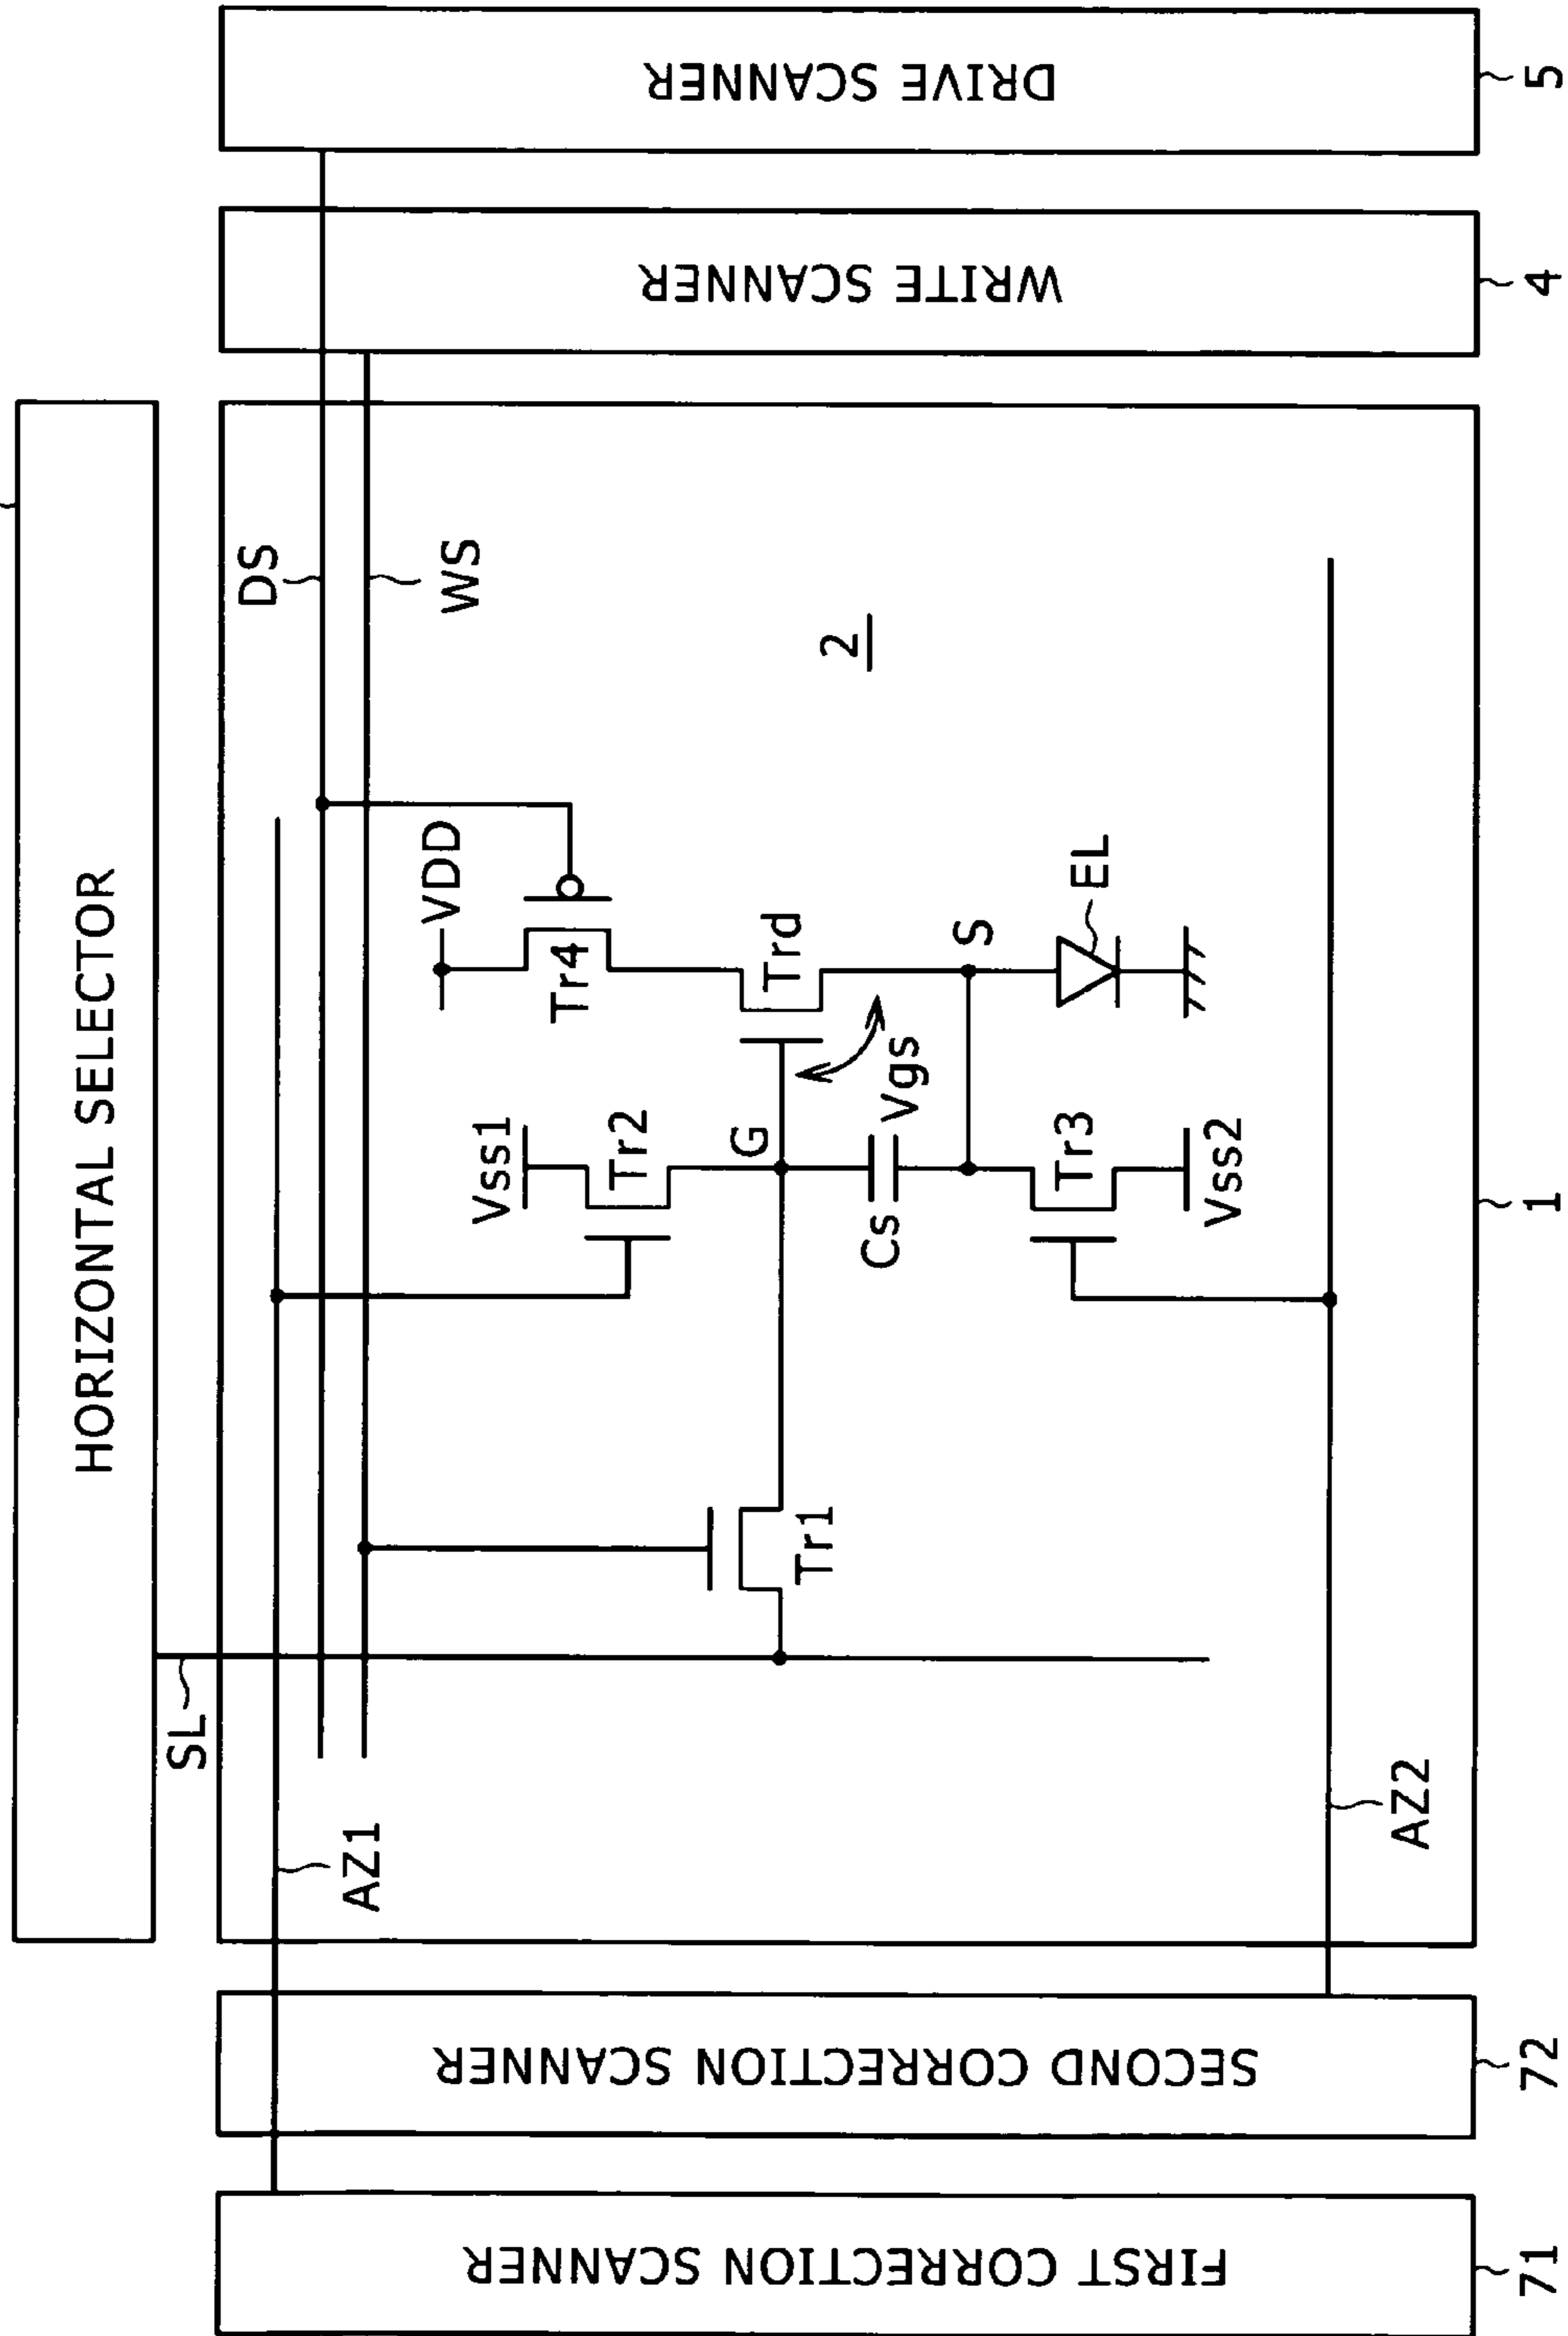 HORIZONTAL SELECTOR
SL
FIRST CORRECTION SCANNER
71
SECOND CORRECTION SCANNER
72
AZ1
DS
WS
WRITE SCANNER
4
DRIVE SCANNER
5
VDD
Vss1
Tr2
Tr4
G
Trd
Tr1
Cs
Vgs
S
2
Tr3
EL
Vss2
AZ2
1